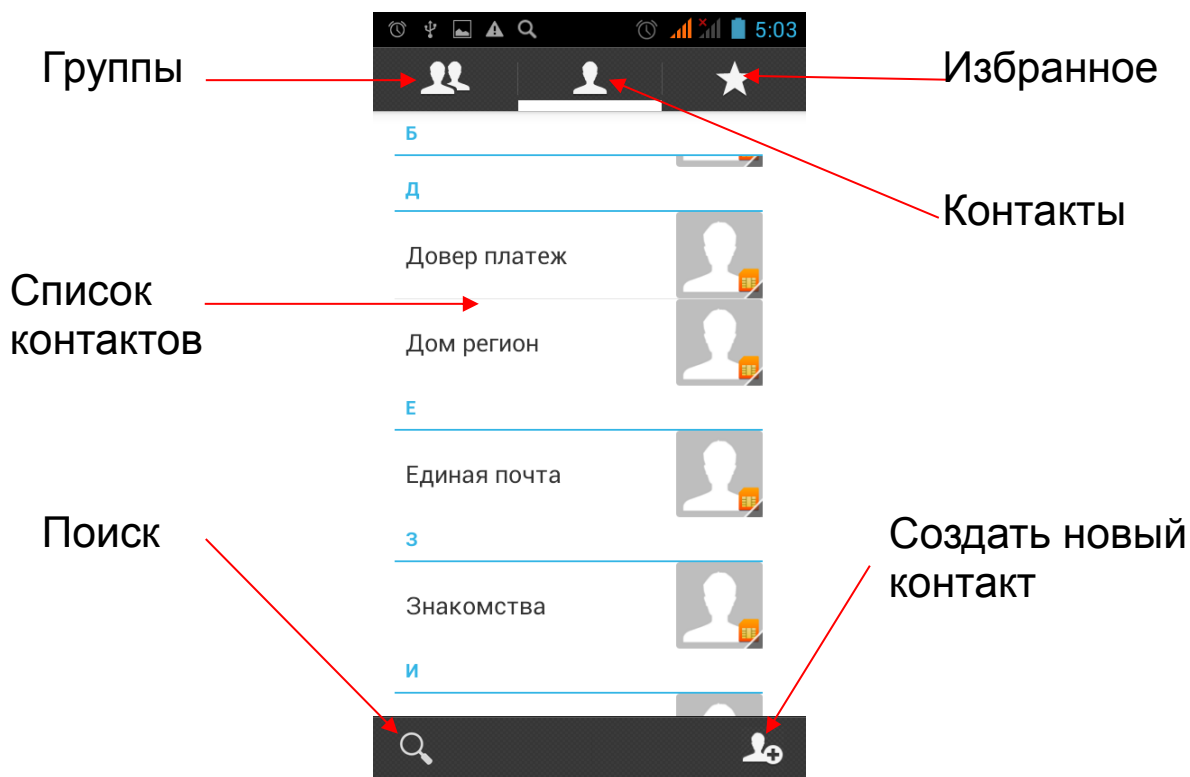 5:03
Группы
Избранное
Б
Д
Контакты
Довер платеж
Список
контактов
Дом регион
Е
Единая почта
Поиск
Создать новый
контакт
З
Знакомства
И